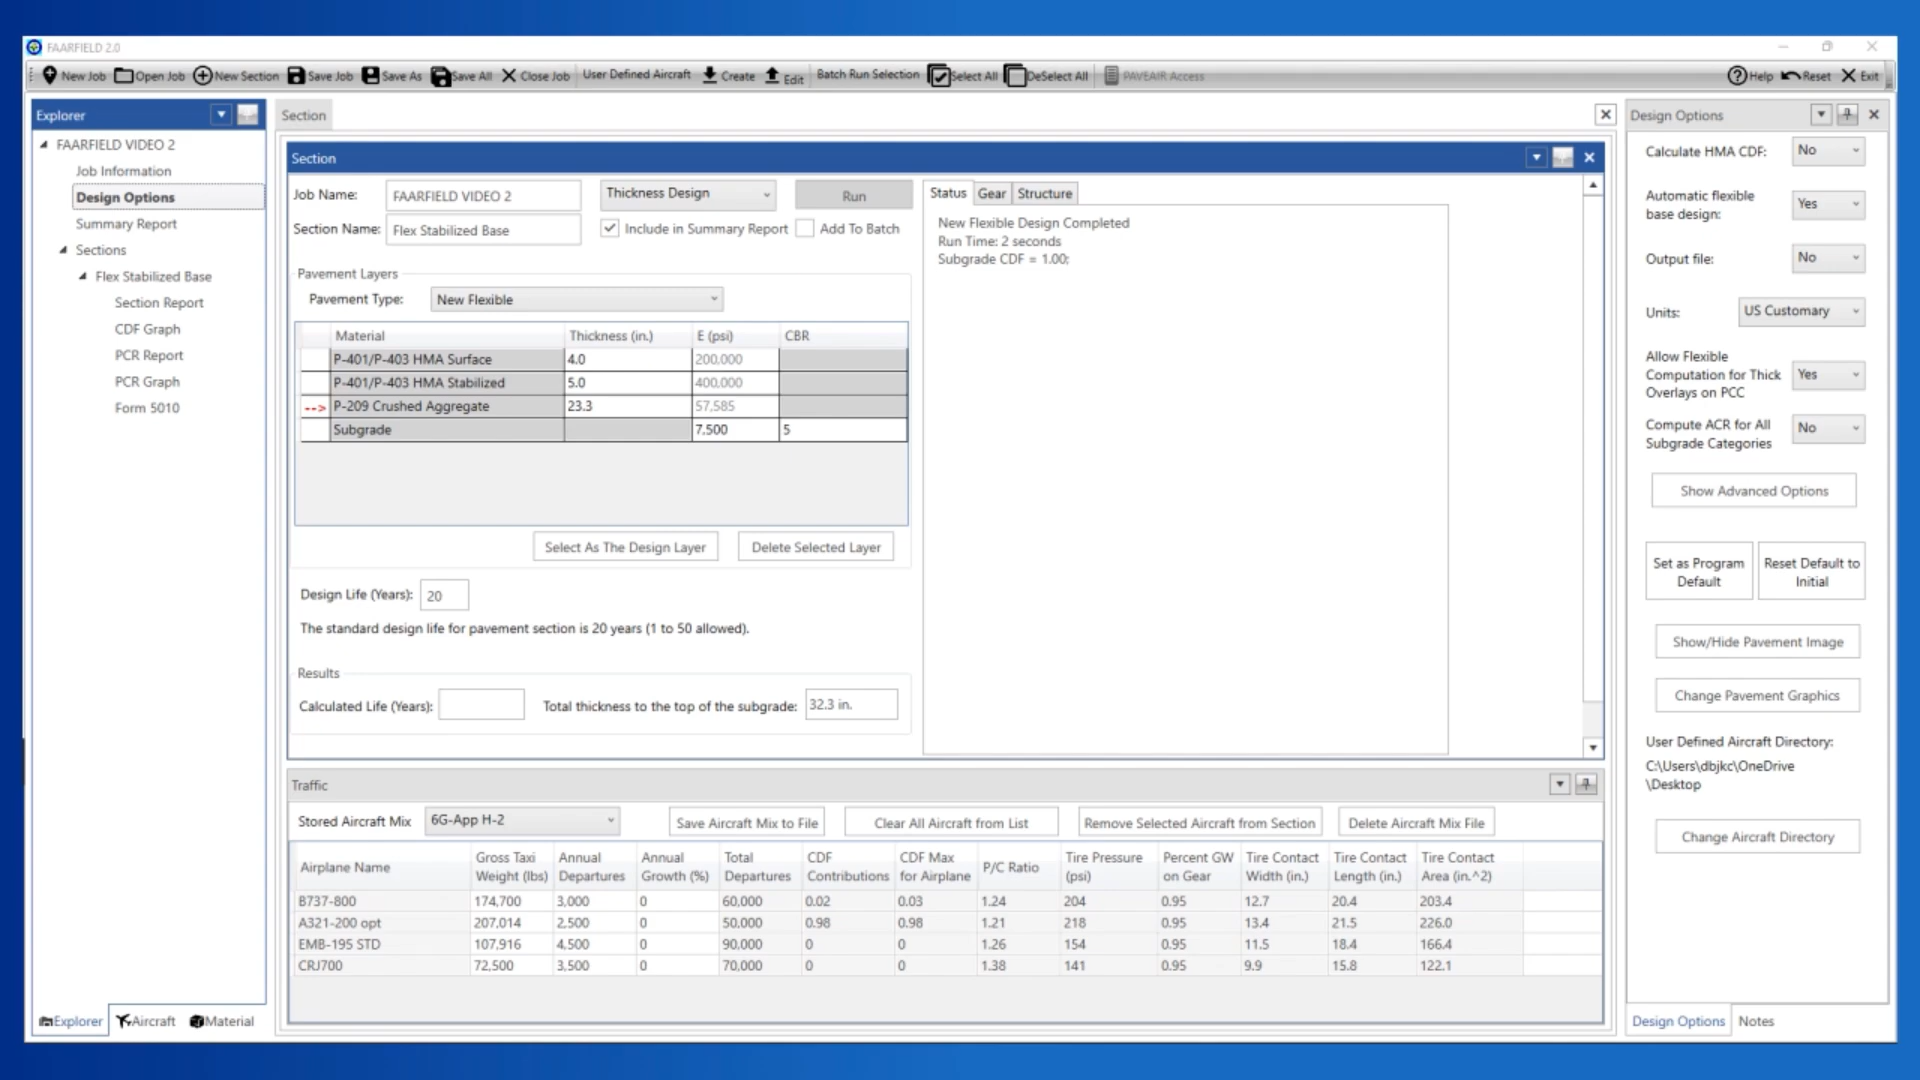 FAARFIELD 2.0
New Job Open Job New Section Save Job Save As Save All Close Job User Defined Aircraft Create Edit Batch Run Selection Select All DeSelect All PAVEAIR Access Help Reset Exit
Explorer
FAARFIELD VIDEO 2
Job Information
Design Options
Summary Report
Sections
Flex Stabilized Base
Section Report
CDF Graph
PCR Report
PCR Graph
Form 5010
Explorer Aircraft Material
Section
Section
Job Name: FAARFIELD VIDEO 2 Thickness Design Run
Section Name: Flex Stabilized Base Include in Summary Report Add To Batch
Pavement Layers
Pavement Type: New Flexible
Material Thickness (in.) E (psi) CBR
P-401/P-403 HMA Surface 4.0 200,000
P-401/P-403 HMA Stabilized 5.0 400,000
--> P-209 Crushed Aggregate 23.3 57,585
Subgrade 7,500 5
Select As The Design Layer Delete Selected Layer
Design Life (Years): 20
The standard design life for pavement section is 20 years (1 to 50 allowed).
Results
Calculated Life (Years): Total thickness to the top of the subgrade: 32.3 in.
Status Gear Structure
New Flexible Design Completed
Run Time: 2 seconds
Subgrade CDF = 1.00;
Traffic
Stored Aircraft Mix 6G-App H-2 Save Aircraft Mix to File Clear All Aircraft from List Remove Selected Aircraft from Section Delete Aircraft Mix File
Airplane Name Gross Taxi Weight (lbs) Annual Departures Annual Growth (%) Total Departures CDF Contributions CDF Max for Airplane P/C Ratio Tire Pressure (psi) Percent GW on Gear Tire Contact Width (in.) Tire Contact Length (in.) Tire Contact Area (in.^2)
B737-800 174,700 3,000 0 60,000 0.02 0.03 1.24 204 0.95 12.7 20.4 203.4
A321-200 opt 207,014 2,500 0 50,000 0.98 0.98 1.21 218 0.95 13.4 21.5 226.0
EMB-195 STD 107,916 4,500 0 90,000 0 0 1.26 154 0.95 11.5 18.4 166.4
CRJ700 72,500 3,500 0 70,000 0 0 1.38 141 0.95 9.9 15.8 122.1
Design Options
Calculate HMA CDF: No
Automatic flexible
base design: Yes
Output file: No
Units: US Customary
Allow Flexible
Computation for Thick Yes
Overlays on PCC
Compute ACR for All No
Subgrade Categories
Show Advanced Options
Set as Program Default
Reset Default to Initial
Show/Hide Pavement Image
Change Pavement Graphics
User Defined Aircraft Directory:
C:\Users\dbjkc\OneDrive
\Desktop
Change Aircraft Directory
Design Options Notes